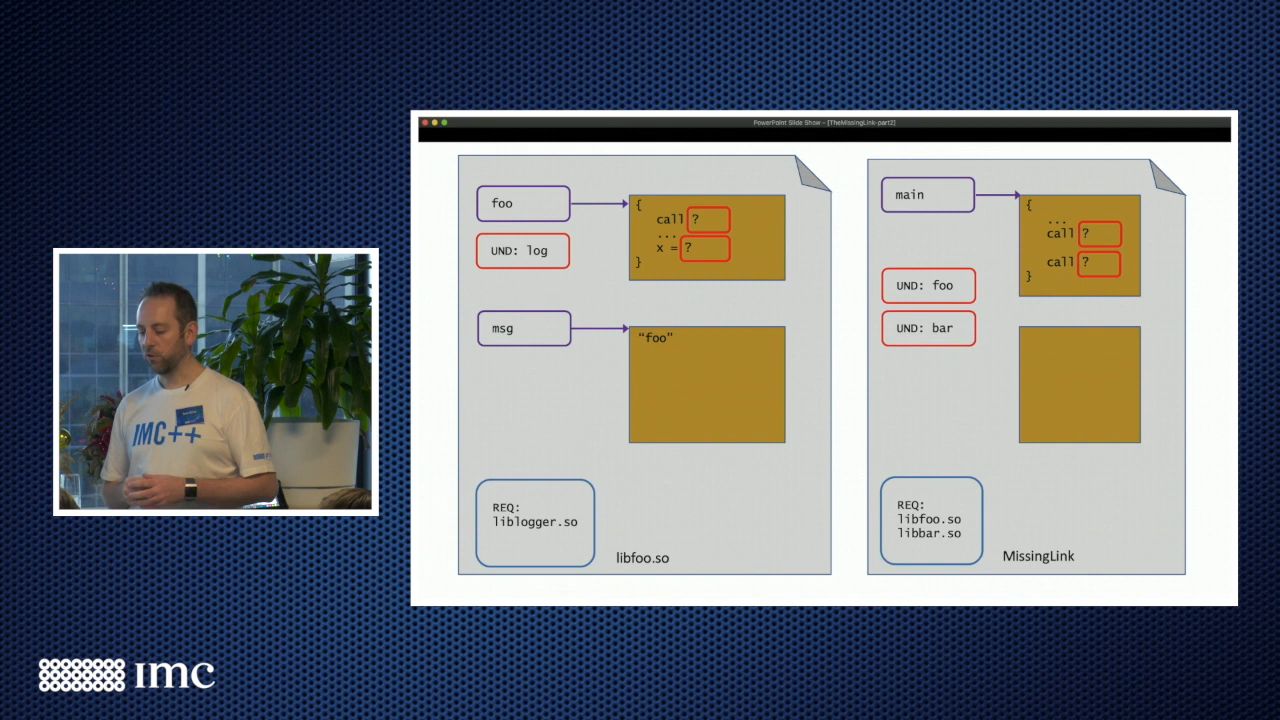 PowerPoint Slide Show – [TheMissingLink-part2]
foo
UND: log
{
call ?
...
x = ?
}
msg
"foo"
REQ:
liblogger.so
libfoo.so
main
{
...
call ?
call ?
}
UND: foo
UND: bar
REQ:
libfoo.so
libbar.so
MissingLink
IMC++
imc